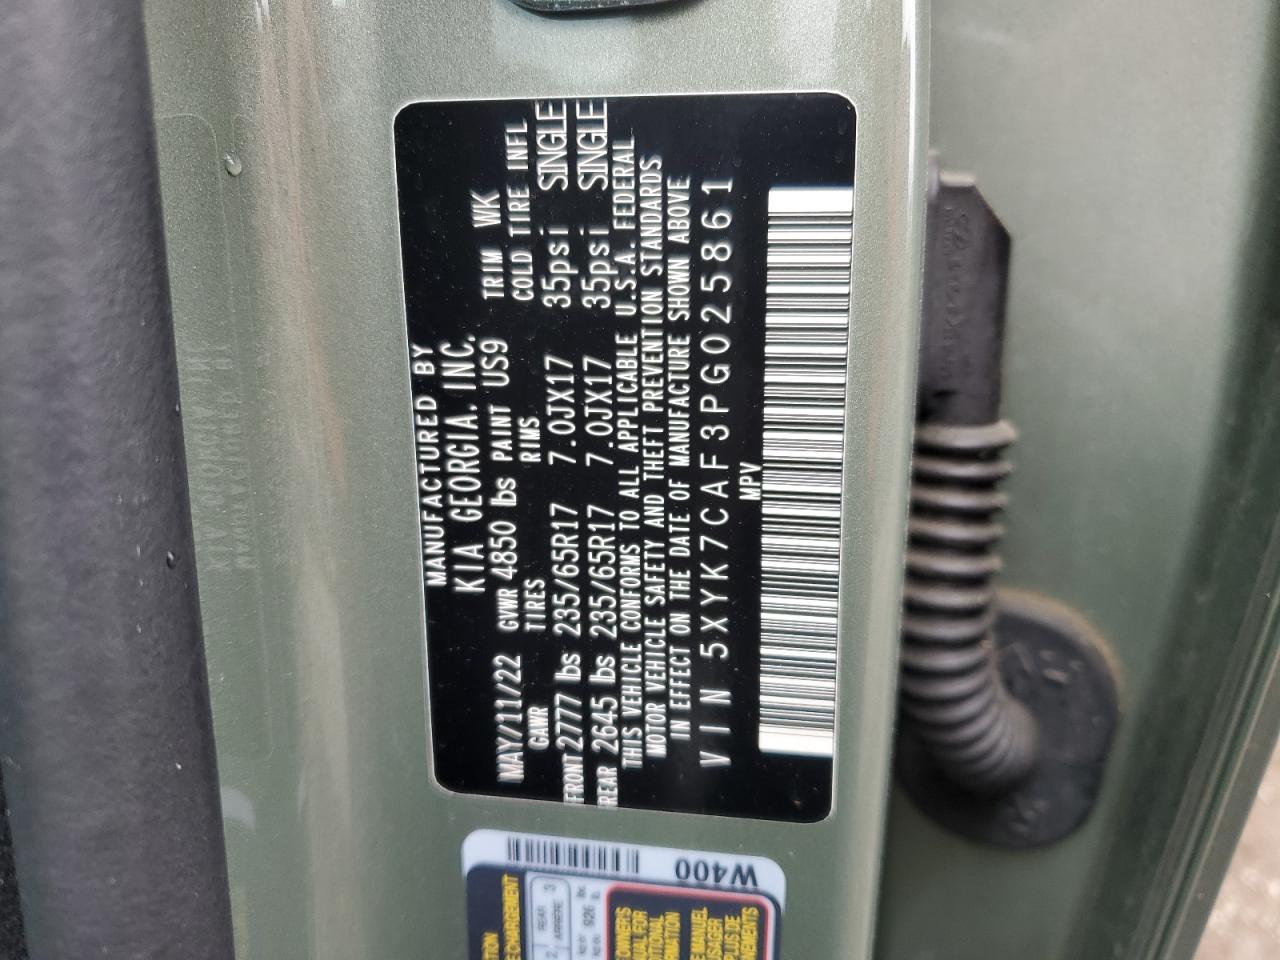 MANUFACTURED BY
KIA GEORGIA. INC.
MAY/11/22 GVWR 4850 lbs PAINT US9 TRIM WK
GAWR TIRES RIMS COLD TIRE INFL
FRONT 2777 lbs 235/65R17 7.0JX17 35psi SINGLE
REAR 2645 lbs 235/65R17 7.0JX17 35psi SINGLE
THIS VEHICLE CONFORMS TO ALL APPLICABLE U.S.A. FEDERAL
MOTOR VEHICLE SAFETY AND THEFT PREVENTION STANDARDS
IN EFFECT ON THE DATE OF MANUFACTURE SHOWN ABOVE
VIN 5XYK7CAF3PG025861
MPV
W400
REAR 3
ARRIERE